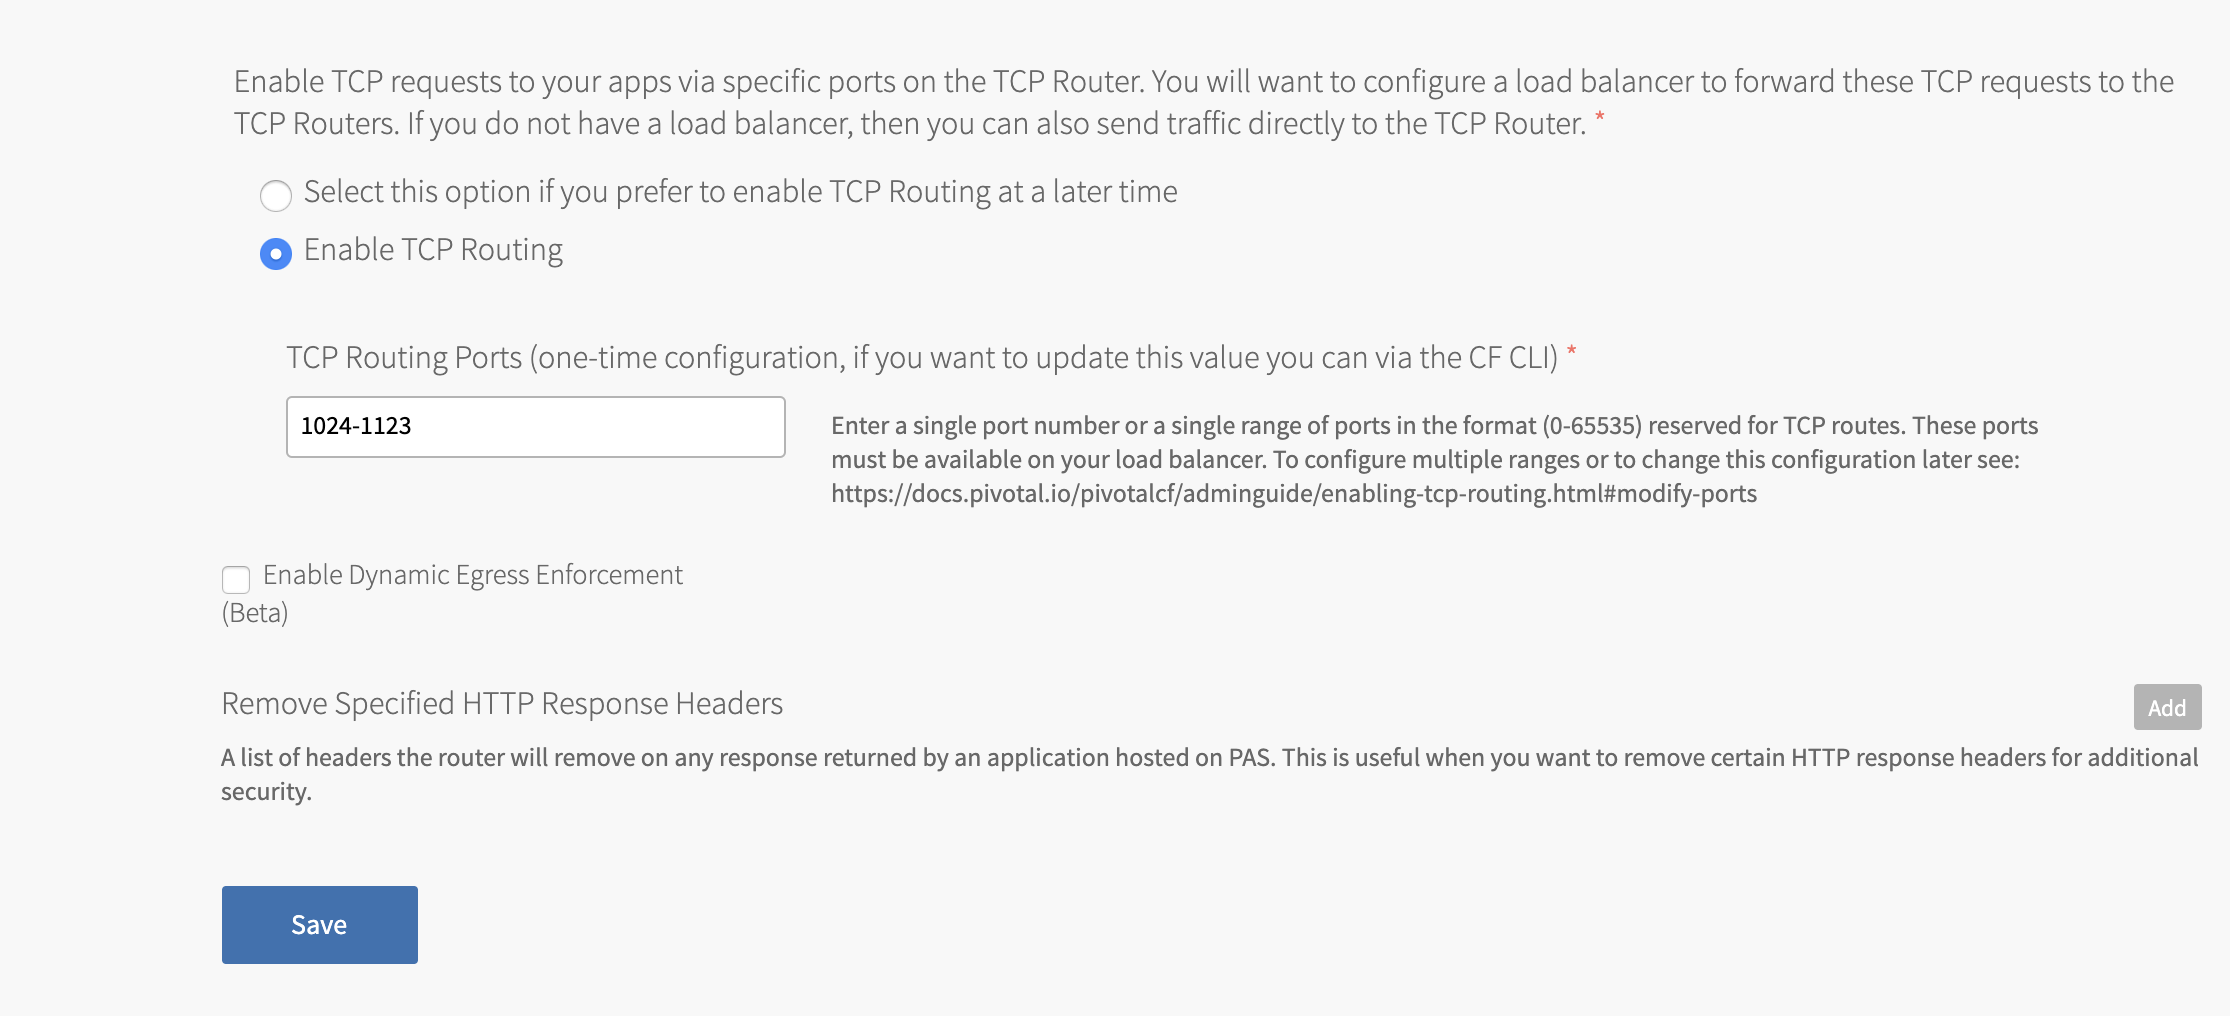 Enable TCP requests to your apps via specific ports on the TCP Router. You will want to configure a load balancer to forward these TCP requests to the
TCP Routers. If you do not have a load balancer, then you can also send traffic directly to the TCP Router. *
Select this option if you prefer to enable TCP Routing at a later time
Enable TCP Routing
TCP Routing Ports (one-time configuration, if you want to update this value you can via the CF CLI) *
1024-1123
Enter a single port number or a single range of ports in the format (0-65535) reserved for TCP routes. These ports
must be available on your load balancer. To configure multiple ranges or to change this configuration later see:
https://docs.pivotal.io/pivotalcf/adminguide/enabling-tcp-routing.html#modify-ports
Enable Dynamic Egress Enforcement
(Beta)
Remove Specified HTTP Response Headers
Add
A list of headers the router will remove on any response returned by an application hosted on PAS. This is useful when you want to remove certain HTTP response headers for additional
security.
Save